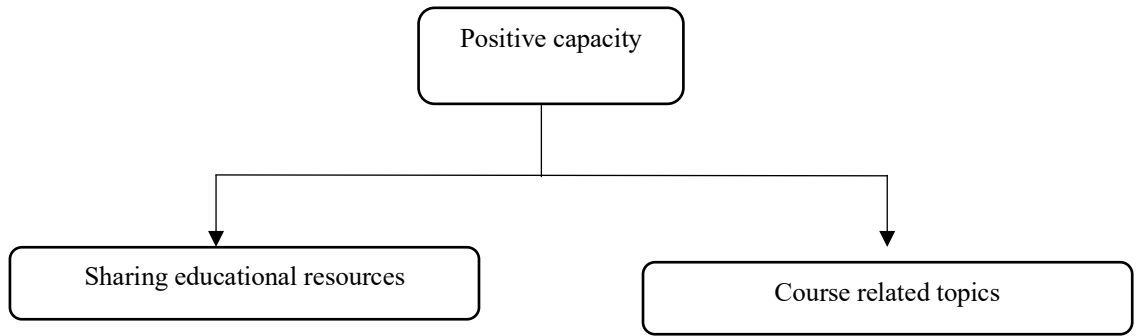 Positive capacity
Sharing educational resources
Course related topics